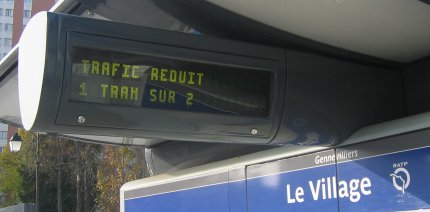 TRAFIC REDUIT
1 TRAM SUR 2
Gennevilliers
Le Village
RATP